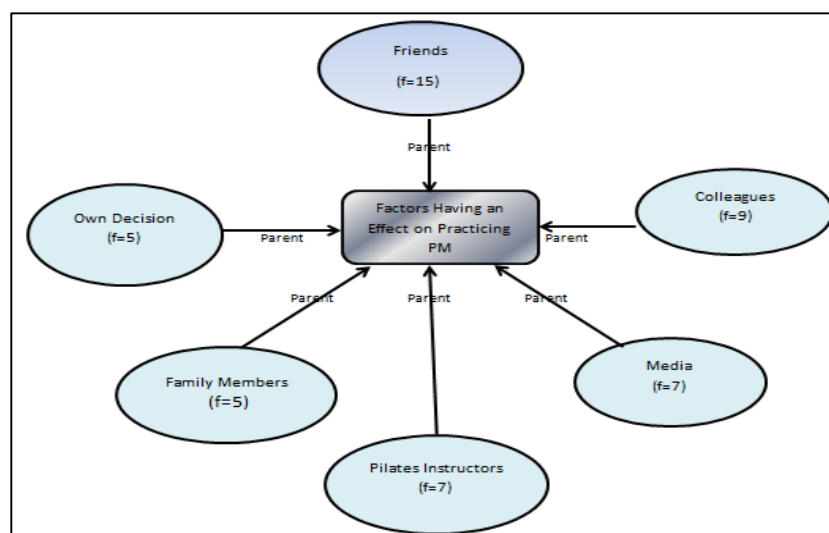 Friends
(f=15)
Parent
Own Decision
(f=5)
Parent
Factors Having an
Effect on Practicing
PM
Colleagues
(f=9)
Parent
Parent
Parent
Parent
Family Members
(f=5)
Media
(f=7)
Pilates Instructors
(f=7)